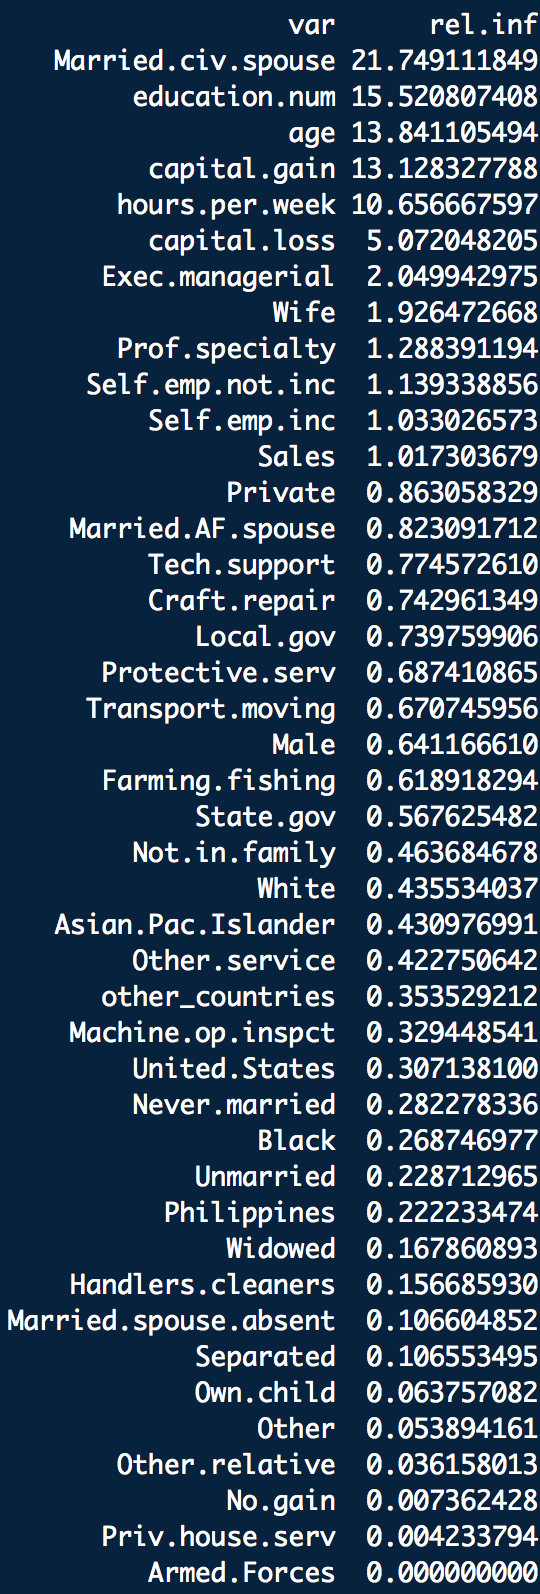 var rel.inf
Married.civ.spouse 21.749111849
education.num 15.520807408
age 13.841105494
capital.gain 13.128327788
hours.per.week 10.656667597
capital.loss 5.072048205
Exec.managerial 2.049942975
Wife 1.926472668
Prof.specialty 1.288391194
Self.emp.not.inc 1.139338856
Self.emp.inc 1.033026573
Sales 1.017303679
Private 0.863058329
Married.AF.spouse 0.823091712
Tech.support 0.774572610
Craft.repair 0.742961349
Local.gov 0.739759906
Protective.serv 0.687410865
Transport.moving 0.670745956
Male 0.641166610
Farming.fishing 0.618918294
State.gov 0.567625482
Not.in.family 0.463684678
White 0.435534037
Asian.Pac.Islander 0.430976991
Other.service 0.422750642
other_countries 0.353529212
Machine.op.inspct 0.329448541
United.States 0.307138100
Never.married 0.282278336
Black 0.268746977
Unmarried 0.228712965
Philippines 0.222233474
Widowed 0.167860893
Handlers.cleaners 0.156685930
Married.spouse.absent 0.106604852
Separated 0.106553495
Own.child 0.063757082
Other 0.053894161
Other.relative 0.036158013
No.gain 0.007362428
Priv.house.serv 0.004233794
Armed.Forces 0.000000000